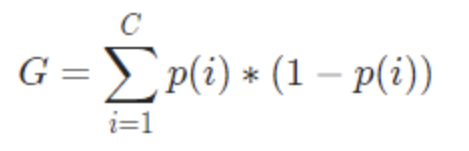 G = \sum_{i=1}^{C} p(i) * (1 - p(i))